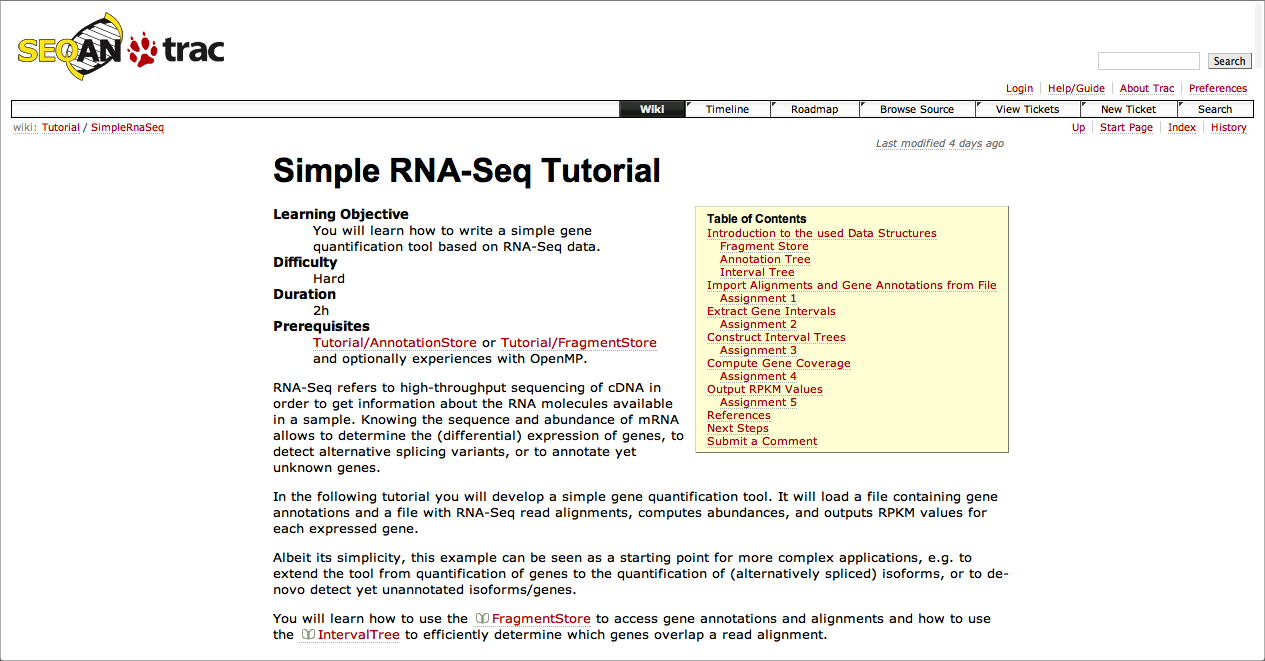 SEQAN trac
Search
Login Help/Guide About Trac Preferences
Wiki Timeline Roadmap Browse Source View Tickets New Ticket Search
wiki: Tutorial / SimpleRnaSeq
Up Start Page Index History
Last modified 4 days ago
Simple RNA-Seq Tutorial
Learning Objective
You will learn how to write a simple gene
quantification tool based on RNA-Seq data.
Difficulty
Hard
Duration
2h
Prerequisites
Tutorial/AnnotationStore or Tutorial/FragmentStore
and optionally experiences with OpenMP.
Table of Contents
Introduction to the used Data Structures
Fragment Store
Annotation Tree
Interval Tree
Import Alignments and Gene Annotations from File
Assignment 1
Extract Gene Intervals
Assignment 2
Construct Interval Trees
Assignment 3
Compute Gene Coverage
Assignment 4
Output RPKM Values
Assignment 5
References
Next Steps
Submit a Comment
RNA-Seq refers to high-throughput sequencing of cDNA in
order to get information about the RNA molecules available
in a sample. Knowing the sequence and abundance of mRNA
allows to determine the (differential) expression of genes, to
detect alternative splicing variants, or to annotate yet
unknown genes.
In the following tutorial you will develop a simple gene quantification tool. It will load a file containing gene
annotations and a file with RNA-Seq read alignments, computes abundances, and outputs RPKM values for
each expressed gene.
Albeit its simplicity, this example can be seen as a starting point for more complex applications, e.g. to
extend the tool from quantification of genes to the quantification of (alternatively spliced) isoforms, or to de-
novo detect yet unannotated isoforms/genes.
You will learn how to use the FragmentStore to access gene annotations and alignments and how to use
the IntervalTree to efficiently determine which genes overlap a read alignment.